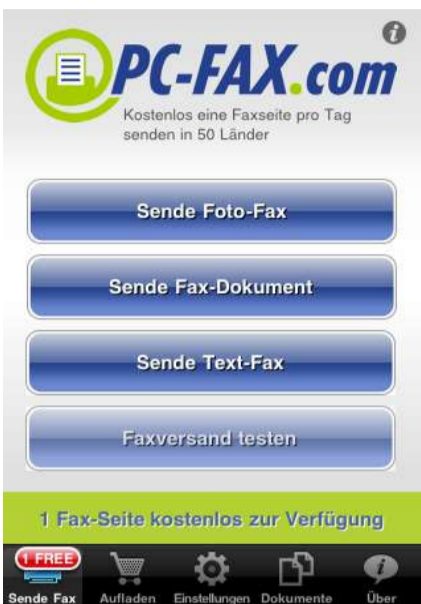 PC-FAX.com
Kostenlos eine Faxseite pro Tag
senden in 50 Länder
Sende Foto-Fax
Sende Fax-Dokument
Sende Text-Fax
Faxversand testen
1 Fax-Seite kostenlos zur Verfügung
1 FREE
Sende Fax Aufladen Einstellungen Dokumente Über